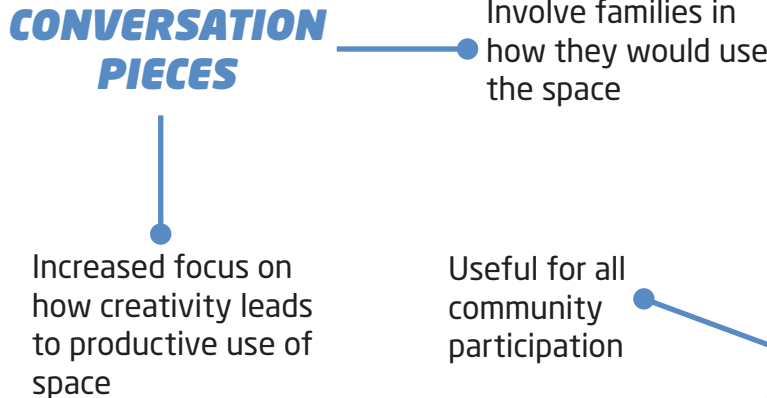 CONVERSATION
PIECES
Involve families in
how they would use
the space
Increased focus on
how creativity leads
to productive use of
space
Useful for all
community
participation